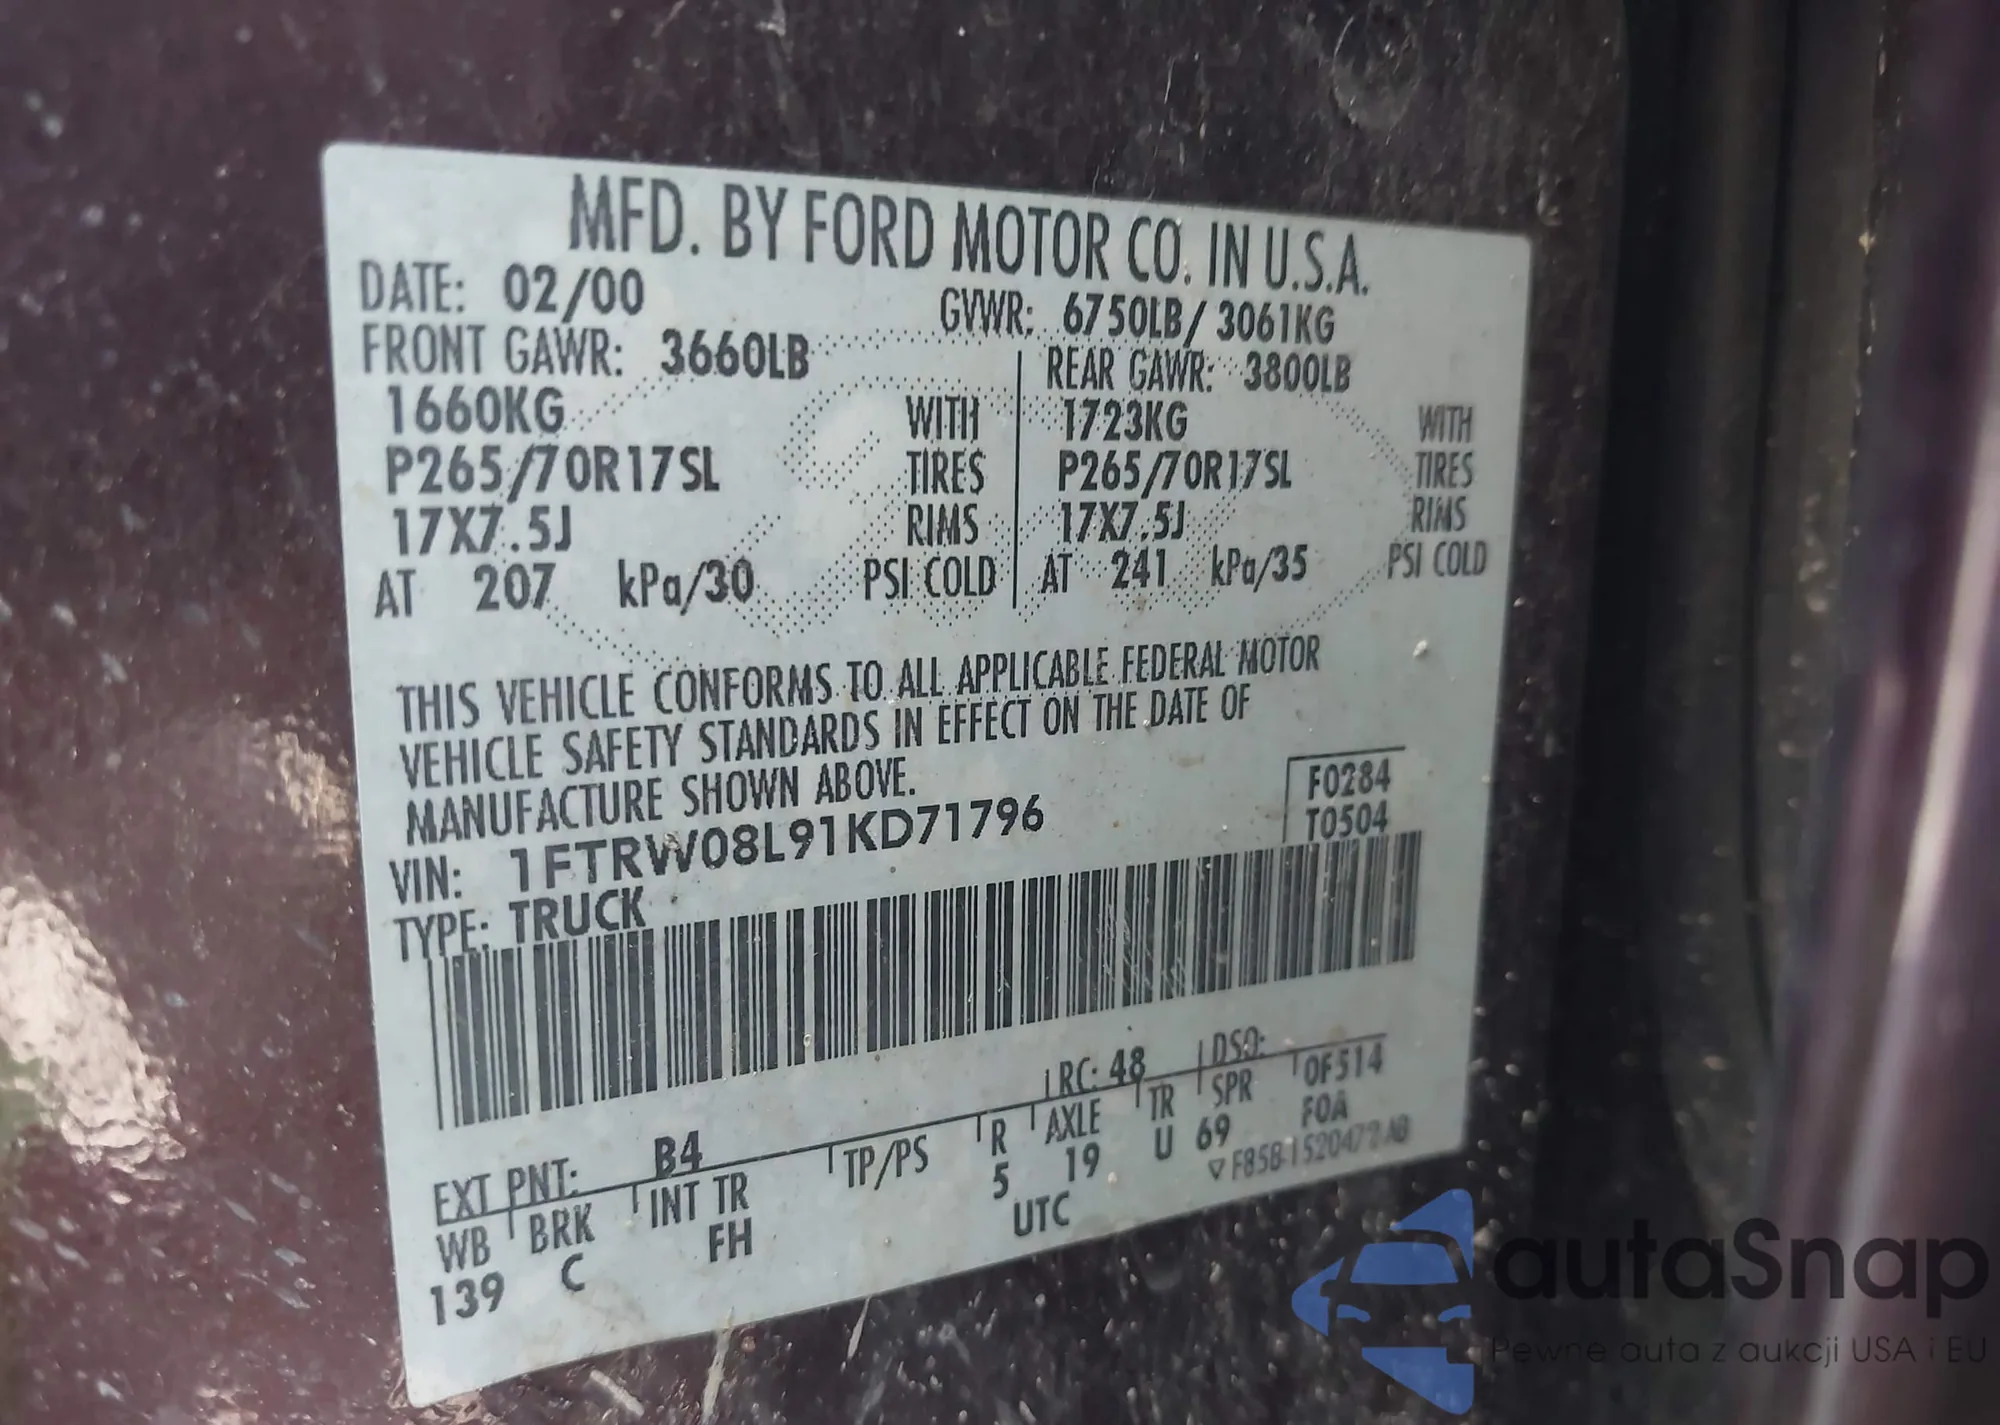 MFD. BY FORD MOTOR CO. IN U.S.A.
DATE: 02/00 GVWR: 6750LB/ 3061KG
FRONT GAWR: 3660LB REAR GAWR: 3800LB
1660KG WITH 1723KG WITH
P265/70R17SL TIRES P265/70R17SL TIRES
17X7.5J RIMS 17X7.5J RIMS
AT 207 kPa/30 PSI COLD AT 241 kPa/35 PSI COLD
THIS VEHICLE CONFORMS TO ALL APPLICABLE FEDERAL MOTOR
VEHICLE SAFETY STANDARDS IN EFFECT ON THE DATE OF
MANUFACTURE SHOWN ABOVE.
F0284
T0504
VIN: 1FTRW08L91KD71796
TYPE: TRUCK
EXT PNT: B4 RC: 48 DSO:
WB BRK INT TR TP/PS R AXLE TR SPR OF514
139 C FH 5 19 U 69 FOA
UTC ▽ F85B-1520472-AB
autaSnap
Pewne auta z aukcji USA i EU